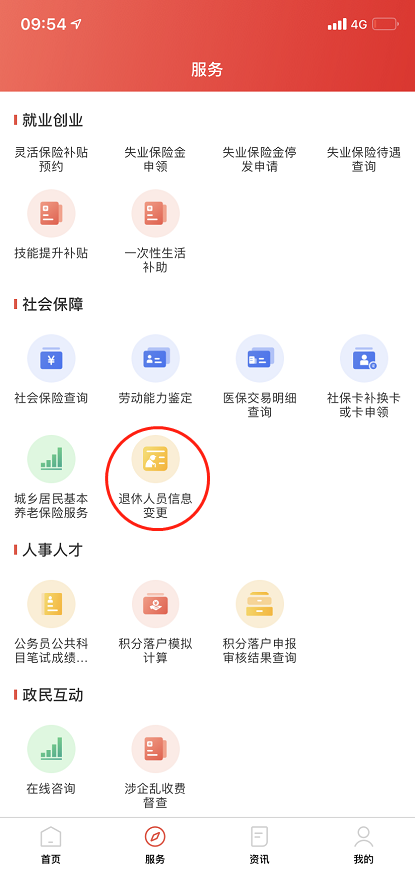 09:54
4G
服务
就业创业
灵活保险补贴 失业保险金 失业保险金停 失业保险待遇
预约 申领 发申请 查询
技能提升补贴 一次性生活
补助
社会保障
¥
社会保险查询 劳动能力鉴定 医保交易明细 社保卡补换卡
查询 或卡申领
城乡居民基本 退休人员信息
养老保险服务 变更
人事人才
公务员公共科 积分落户模拟 积分落户申报
目笔试成绩... 计算 审核结果查询
政民互动
在线咨询 涉企乱收费
督查
首页 服务 资讯 我的